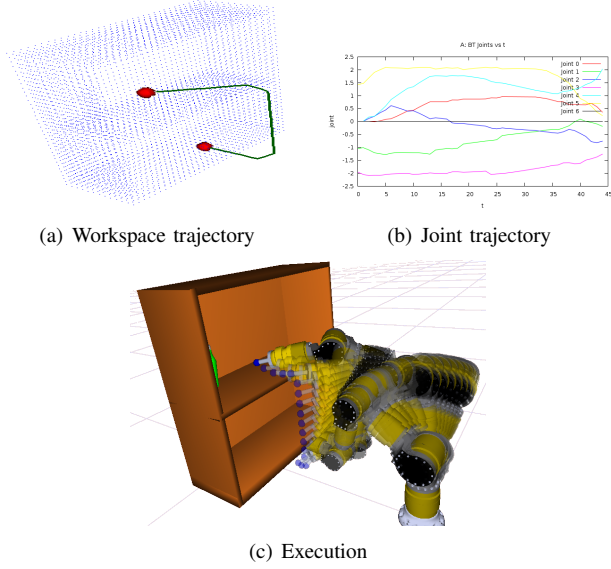 A: BT Joints vs t
Joint 0
Joint 1
Joint 2
Joint 3
Joint 4
Joint 5
Joint 6
2.5
2
1.5
1
0.5
0
-0.5
-1
-1.5
-2
-2.5
joint
0 5 10 15 20 25 30 35 40 45
t
(a) Workspace trajectory
(b) Joint trajectory
(c) Execution